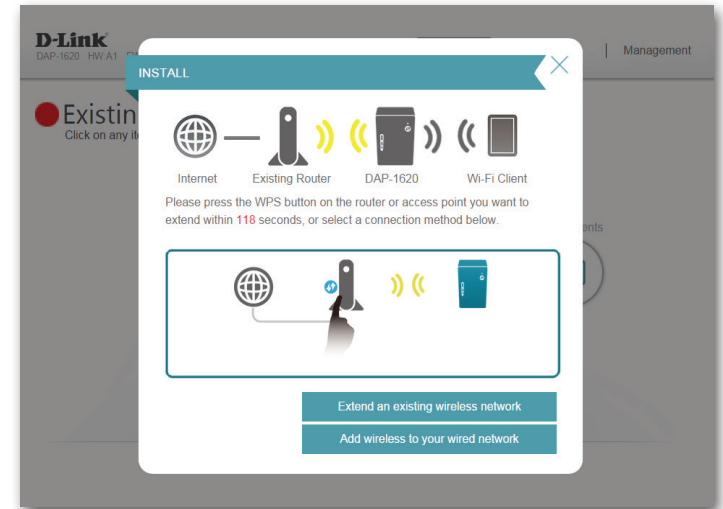 D-Link
DAP-1620 HW:A1
Management
INSTALL
Existin
Click on any
Internet Existing Router DAP-1620 Wi-Fi Client
Please press the WPS button on the router or access point you want to
extend within 118 seconds, or select a connection method below.
Extend an existing wireless network
Add wireless to your wired network